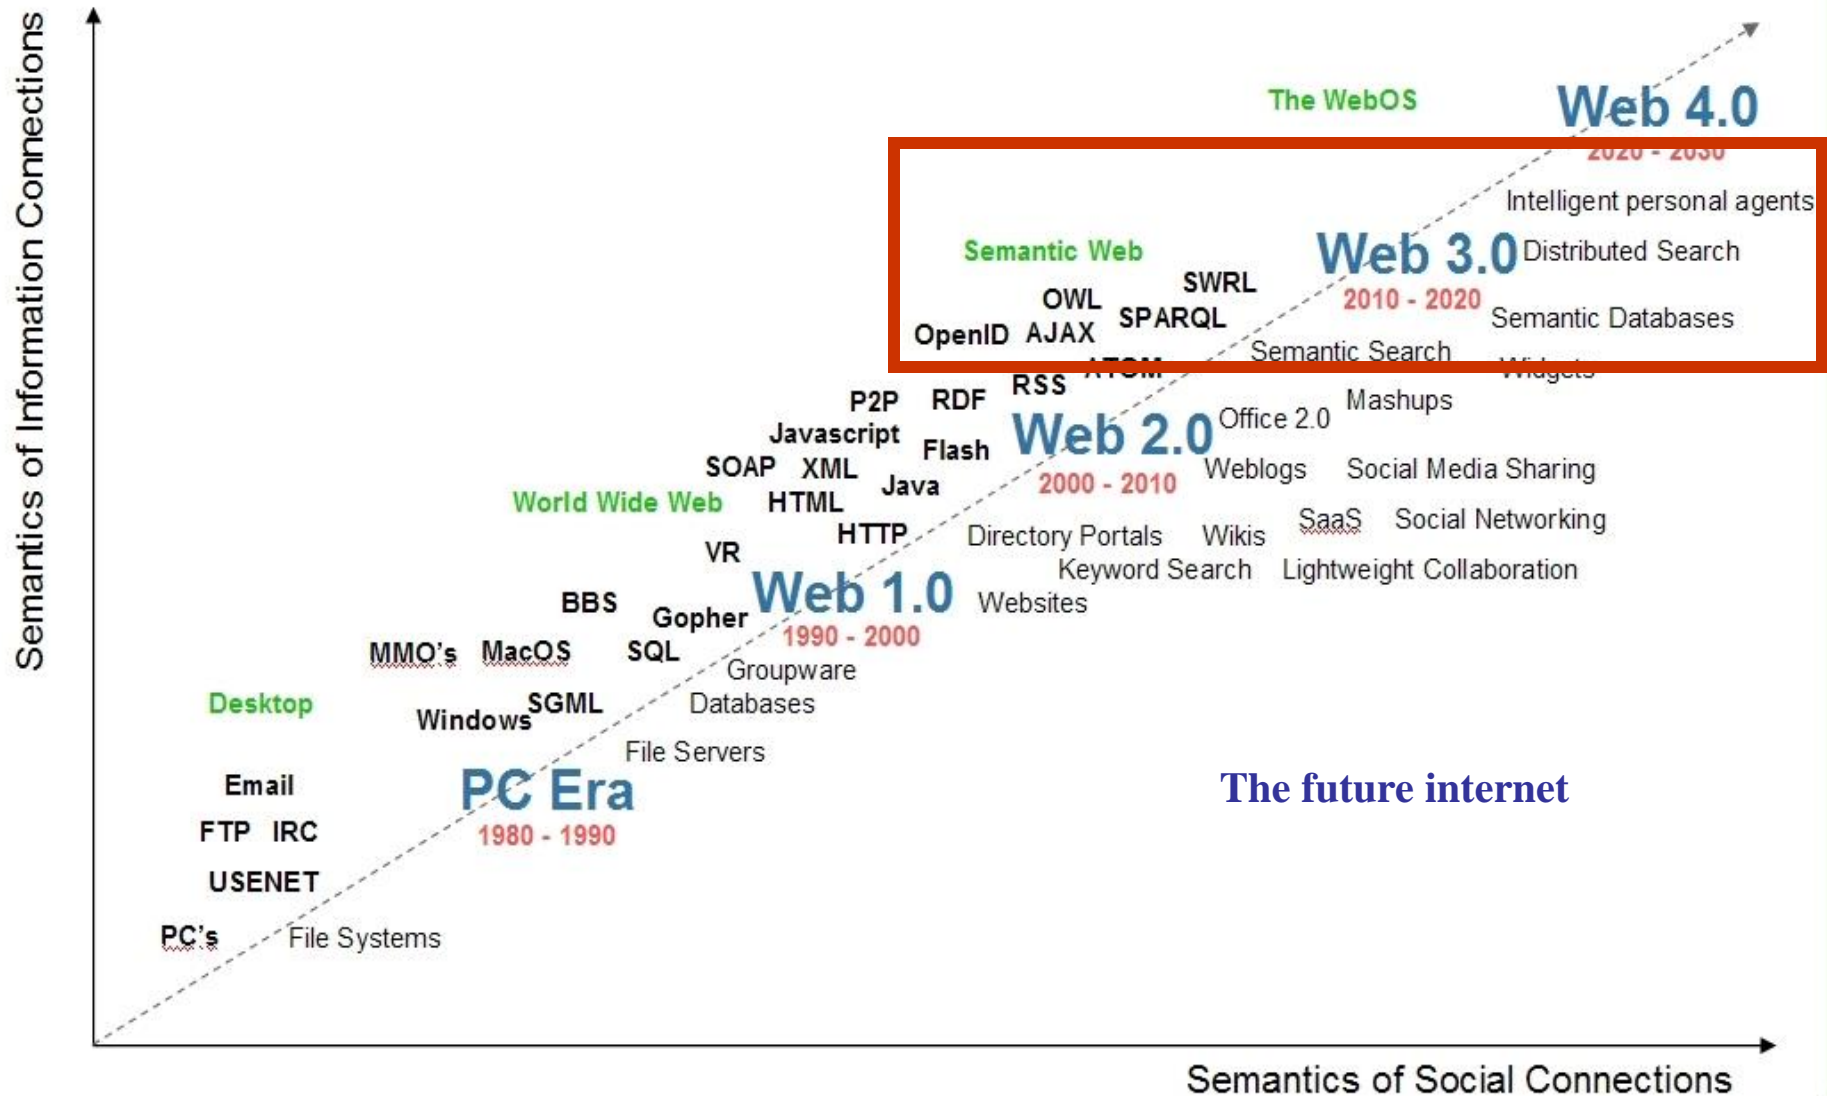 Semantics of Information Connections
The WebOS
Web 4.0
2020 - 2030
Intelligent personal agents
Semantic Web
Web 3.0
Distributed Search
SWRL
OWL
2010 - 2020
SPARQL
Semantic Databases
OpenID
AJAX
Semantic Search
ATOM
Widgets
RSS
P2P
RDF
Mashups
Office 2.0
Javascript
Web 2.0
Flash
SOAP
XML
Weblogs
Social Media Sharing
Java
2000 - 2010
World Wide Web
HTML
SaaS
Social Networking
HTTP
Directory Portals
Wikis
VR
Keyword Search
Lightweight Collaboration
Web 1.0
BBS
Websites
Gopher
1990 - 2000
MMO's
MacOS
SQL
Groupware
Desktop
SGML
Databases
Windows
File Servers
Email
PC Era
The future internet
FTP
IRC
1980 - 1990
USENET
PC's
File Systems
Semantics of Social Connections